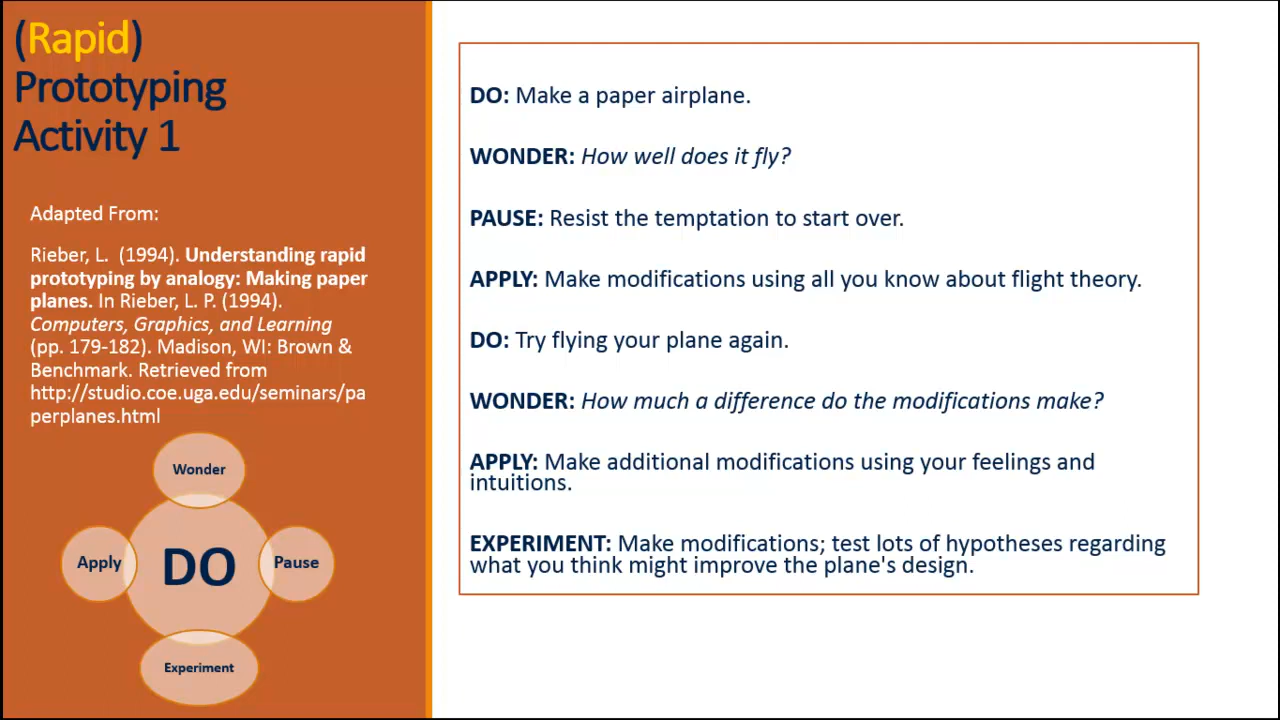 (Rapid)
Prototyping
Activity 1
Adapted From:
Rieber, L. (1994). Understanding rapid
prototyping by analogy: Making paper
planes. In Rieber, L. P. (1994).
Computers, Graphics, and Learning
(pp. 179-182). Madison, WI: Brown &
Benchmark. Retrieved from
http://studio.coe.uga.edu/seminars/pa
perplanes.html
Wonder
Apply
DO
Pause
Experiment
DO: Make a paper airplane.
WONDER: How well does it fly?
PAUSE: Resist the temptation to start over.
APPLY: Make modifications using all you know about flight theory.
DO: Try flying your plane again.
WONDER: How much a difference do the modifications make?
APPLY: Make additional modifications using your feelings and
intuitions.
EXPERIMENT: Make modifications; test lots of hypotheses regarding
what you think might improve the plane's design.